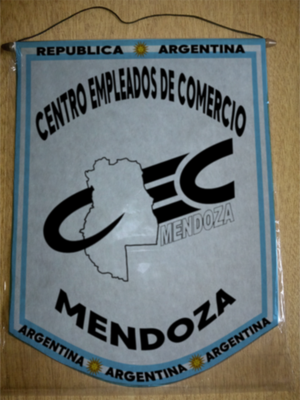 REPUBLICA ARGENTINA
CENTRO EMPLEADOS DE COMERCIO
CEC
MENDOZA
MENDOZA
ARGENTINA ARGENTINA ARGENTINA